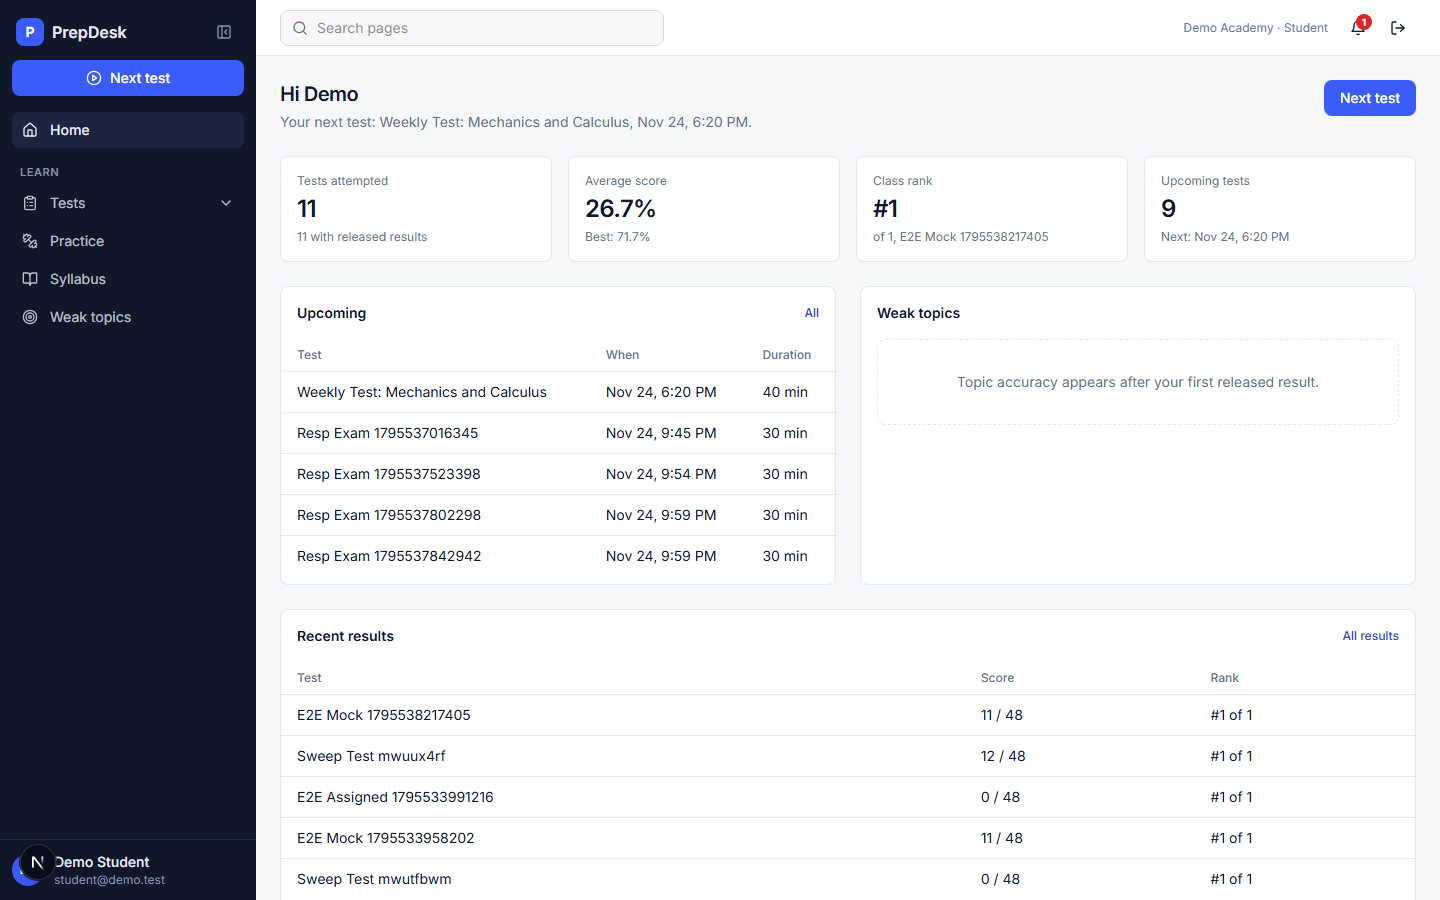 P PrepDesk
Next test
Home
LEARN
Tests
Practice
Syllabus
Weak topics
N Demo Student
student@demo.test
Search pages
Demo Academy · Student
1
Hi Demo
Your next test: Weekly Test: Mechanics and Calculus, Nov 24, 6:20 PM.
Next test
Tests attempted
11
11 with released results
Average score
26.7%
Best: 71.7%
Class rank
#1
of 1, E2E Mock 1795538217405
Upcoming tests
9
Next: Nov 24, 6:20 PM
Upcoming All
Test When Duration
Weekly Test: Mechanics and Calculus Nov 24, 6:20 PM 40 min
Resp Exam 1795537016345 Nov 24, 9:45 PM 30 min
Resp Exam 1795537523398 Nov 24, 9:54 PM 30 min
Resp Exam 1795537802298 Nov 24, 9:59 PM 30 min
Resp Exam 1795537842942 Nov 24, 9:59 PM 30 min
Weak topics
Topic accuracy appears after your first released result.
Recent results All results
Test Score Rank
E2E Mock 1795538217405 11 / 48 #1 of 1
Sweep Test mwuux4rf 12 / 48 #1 of 1
E2E Assigned 1795533991216 0 / 48 #1 of 1
E2E Mock 1795533958202 11 / 48 #1 of 1
Sweep Test mwutfbwm 0 / 48 #1 of 1